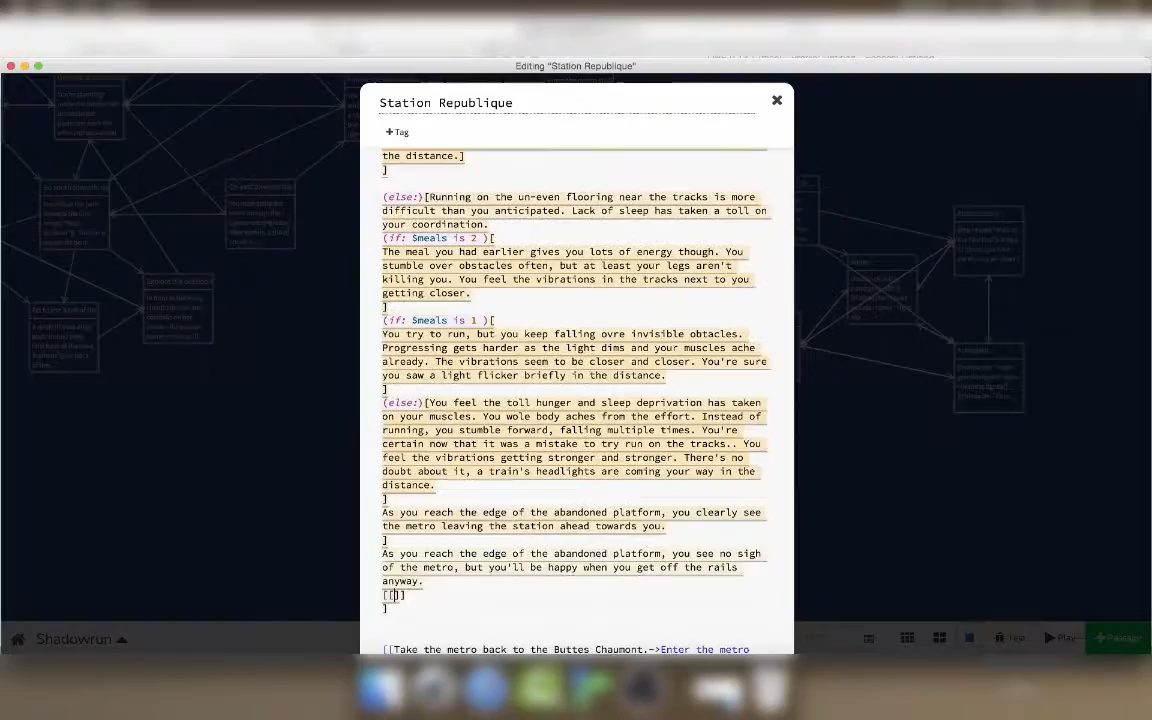 Editing "Station Republique"
Station Republique
+Tag
the distance.]
]
(else:)[Running on the un-even flooring near the tracks is more
difficult than you anticipated. Lack of sleep has taken a toll on
your coordination.
(if: $meals is 2 )[
The meal you had earlier gives you lots of energy though. You
stumble over obstacles often, but at least your legs aren't
killing you. You feel the vibrations in the tracks next to you
getting closer.
]
(if: $meals is 1 )[
You try to run, but you keep falling ovre invisible obtacles.
Progressing gets harder as the light dims and your muscles ache
already. The vibrations seem to be closer and closer. You're sure
you saw a light flicker briefly in the distance.
]
(else:)[You feel the toll hunger and sleep deprivation has taken
on your muscles. You wole body aches from the effort. Instead of
running, you stumble forward, falling multiple times. You're
certain now that it was a mistake to try run on the tracks.. You
feel the vibrations getting stronger and stronger. There's no
doubt about it, a train's headlights are coming your way in the
distance.
]
As you reach the edge of the abandoned platform, you clearly see
the metro leaving the station ahead towards you.
]
As you reach the edge of the abandoned platform, you see no sigh
of the metro, but you'll be happy when you get off the rails
anyway.
[[]]
]
[[Take the metro back to the Buttes Chaumont.->Enter the metro
Shadowrun
Test
Play
+Passage